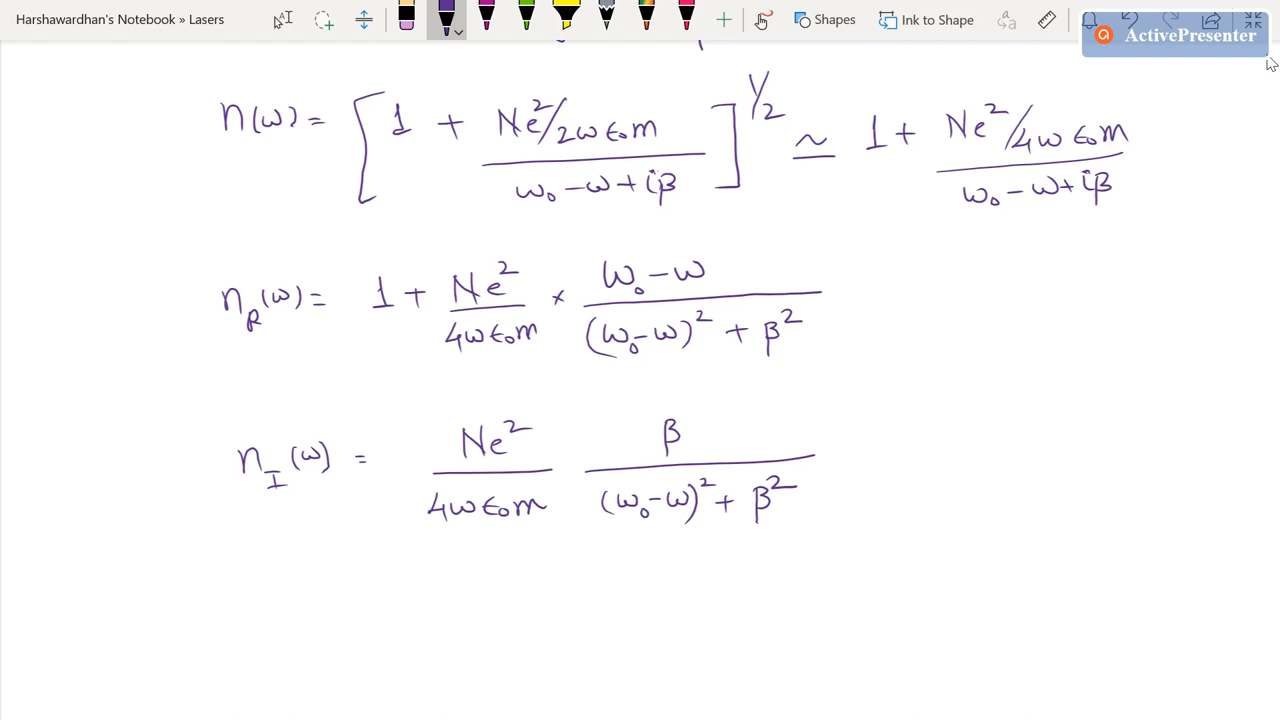 Harshawardhan's Notebook » Lasers
Shapes
Ink to Shape
ActivePresenter
n(ω) = [1 + (Ne²/2ωε₀m)/(ω₀ - ω + iβ)]^1/2 ≃ 1 + (Ne²/4ωε₀m)/(ω₀ - ω + iβ)
n_R(ω) = 1 + Ne²/4ωε₀m × (ω₀ - ω)/((ω₀ - ω)² + β²)
n_I(ω) = Ne²/4ωε₀m β/((ω₀ - ω)² + β²)